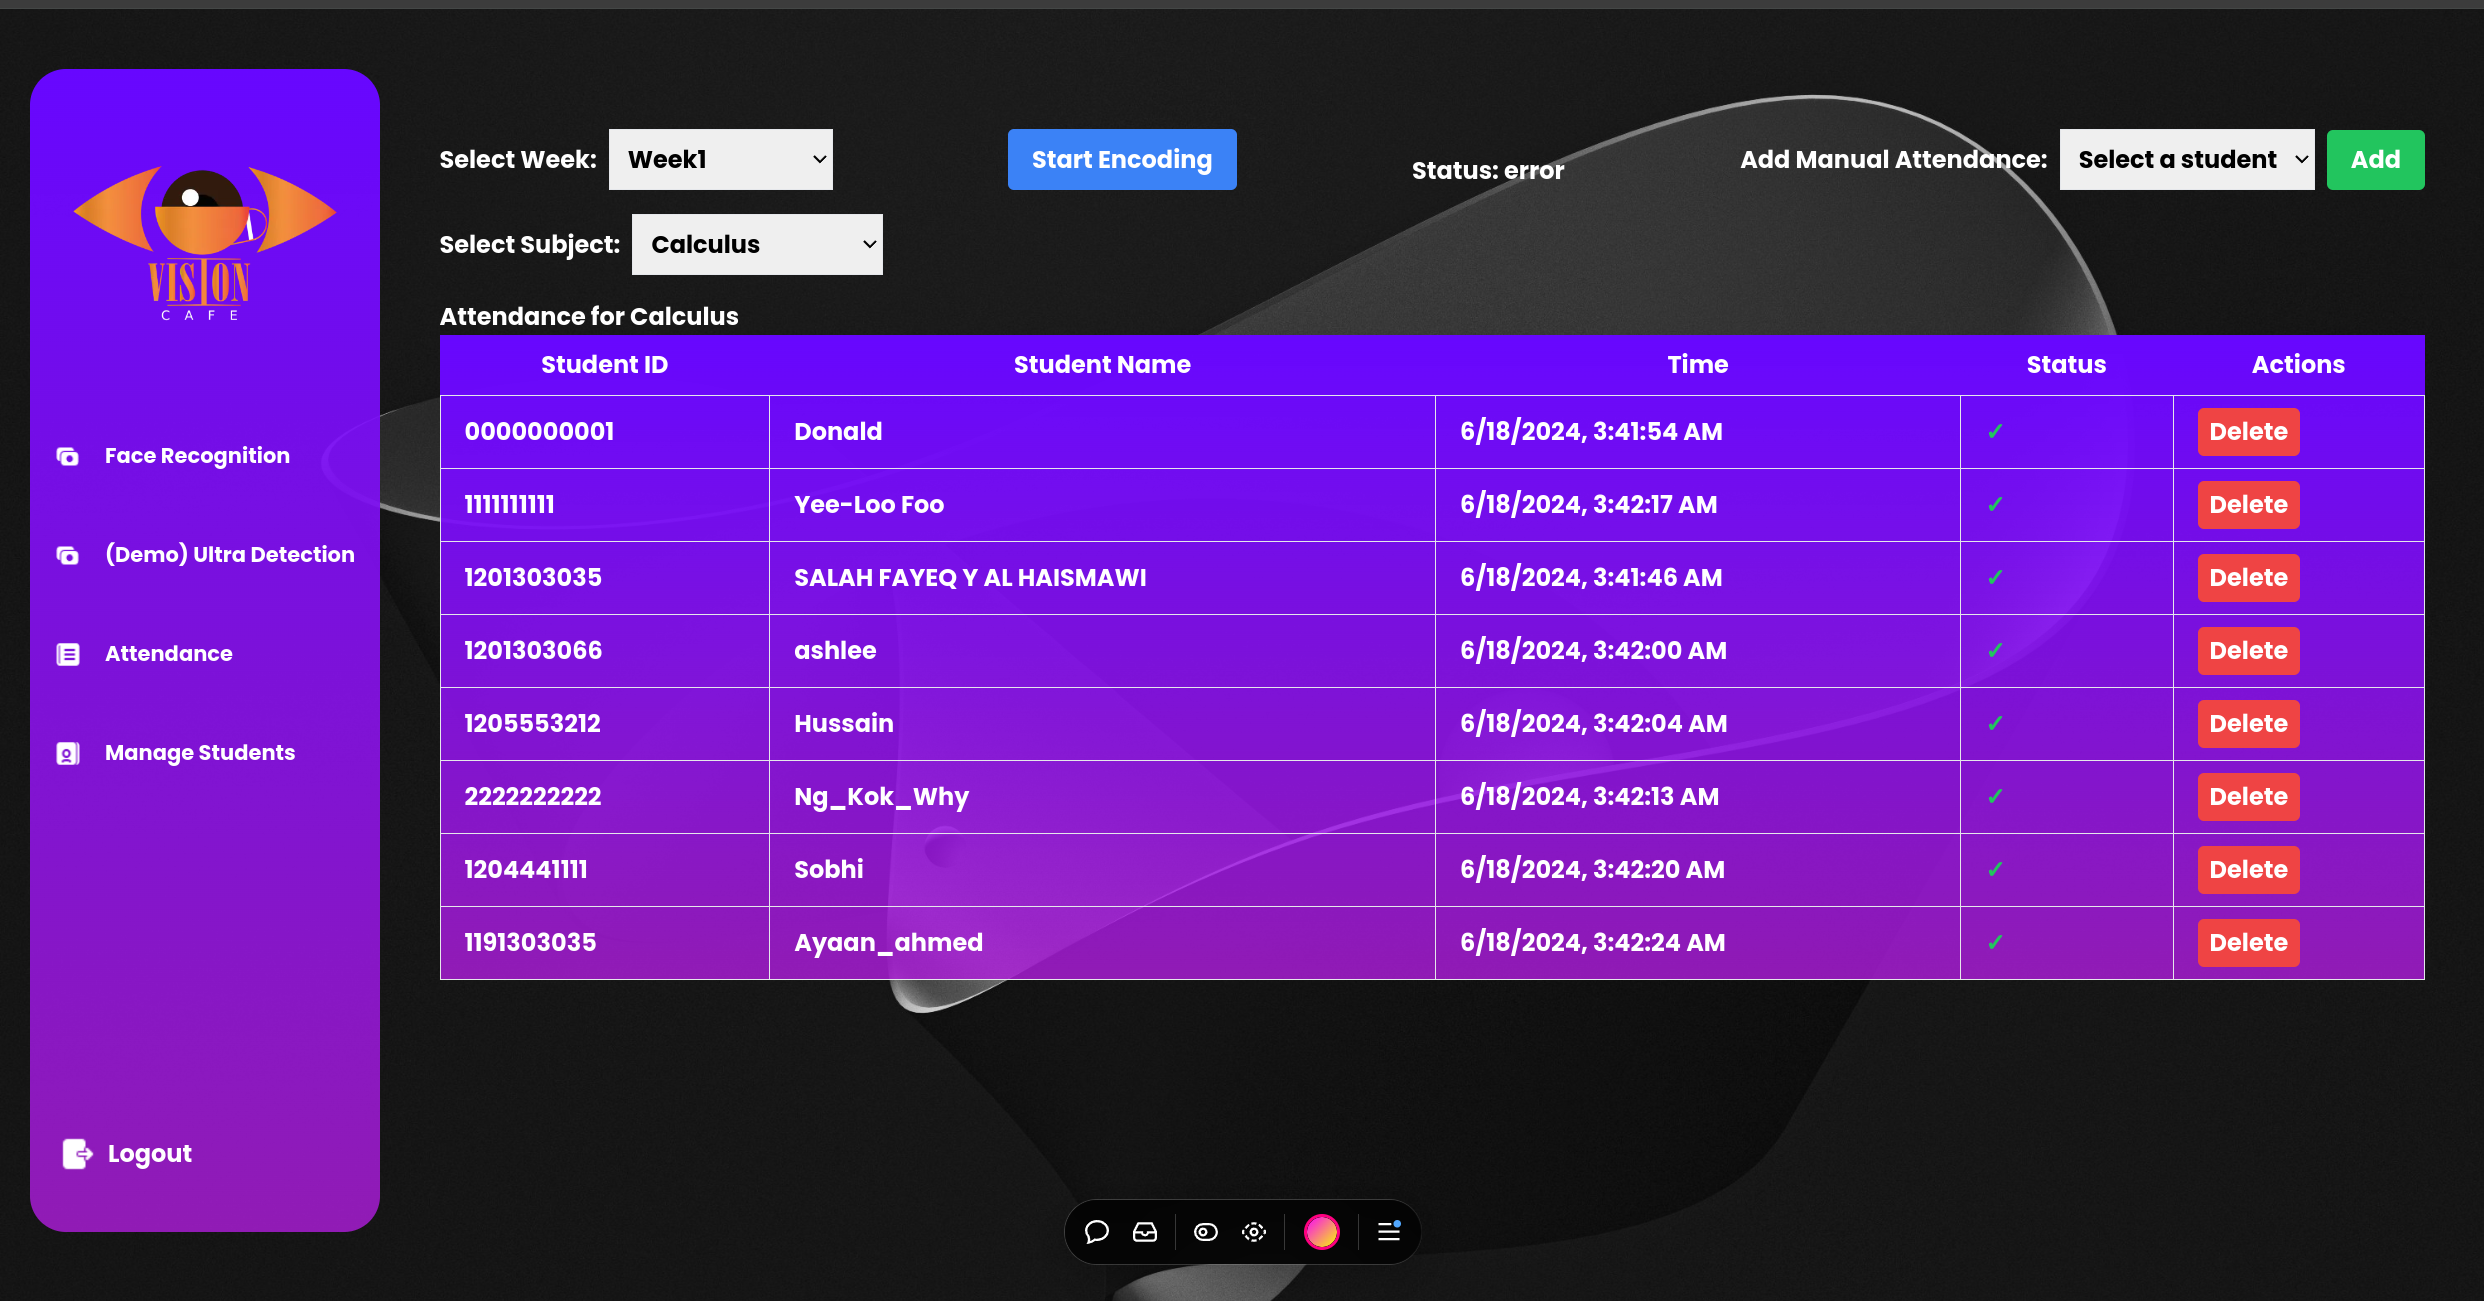 VISION
CAFE
Face Recognition
(Demo) Ultra Detection
Attendance
Manage Students
Logout
Select Week: Week1
Start Encoding
Status: error
Add Manual Attendance: Select a student Add
Select Subject: Calculus
Attendance for Calculus
Student ID Student Name Time Status Actions
0000000001 Donald 6/18/2024, 3:41:54 AM ✓ Delete
1111111111 Yee-Loo Foo 6/18/2024, 3:42:17 AM ✓ Delete
1201303035 SALAH FAYEQ Y AL HAISMAWI 6/18/2024, 3:41:46 AM ✓ Delete
1201303066 ashlee 6/18/2024, 3:42:00 AM ✓ Delete
1205553212 Hussain 6/18/2024, 3:42:04 AM ✓ Delete
2222222222 Ng_Kok_Why 6/18/2024, 3:42:13 AM ✓ Delete
1204441111 Sobhi 6/18/2024, 3:42:20 AM ✓ Delete
1191303035 Ayaan_ahmed 6/18/2024, 3:42:24 AM ✓ Delete